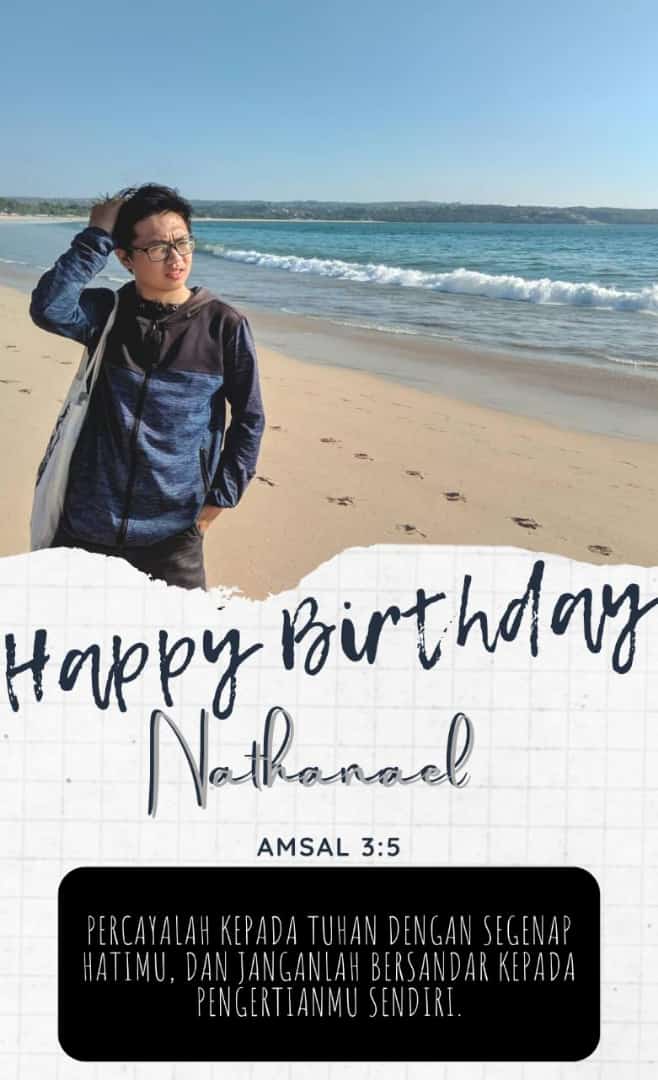 Happy Birthday
Nathanael
AMSAL 3:5
PERCAYALAH KEPADA TUHAN DENGAN SEGENAP
HATIMU, DAN JANGANLAH BERSANDAR KEPADA
PENGERTIANMU SENDIRI.